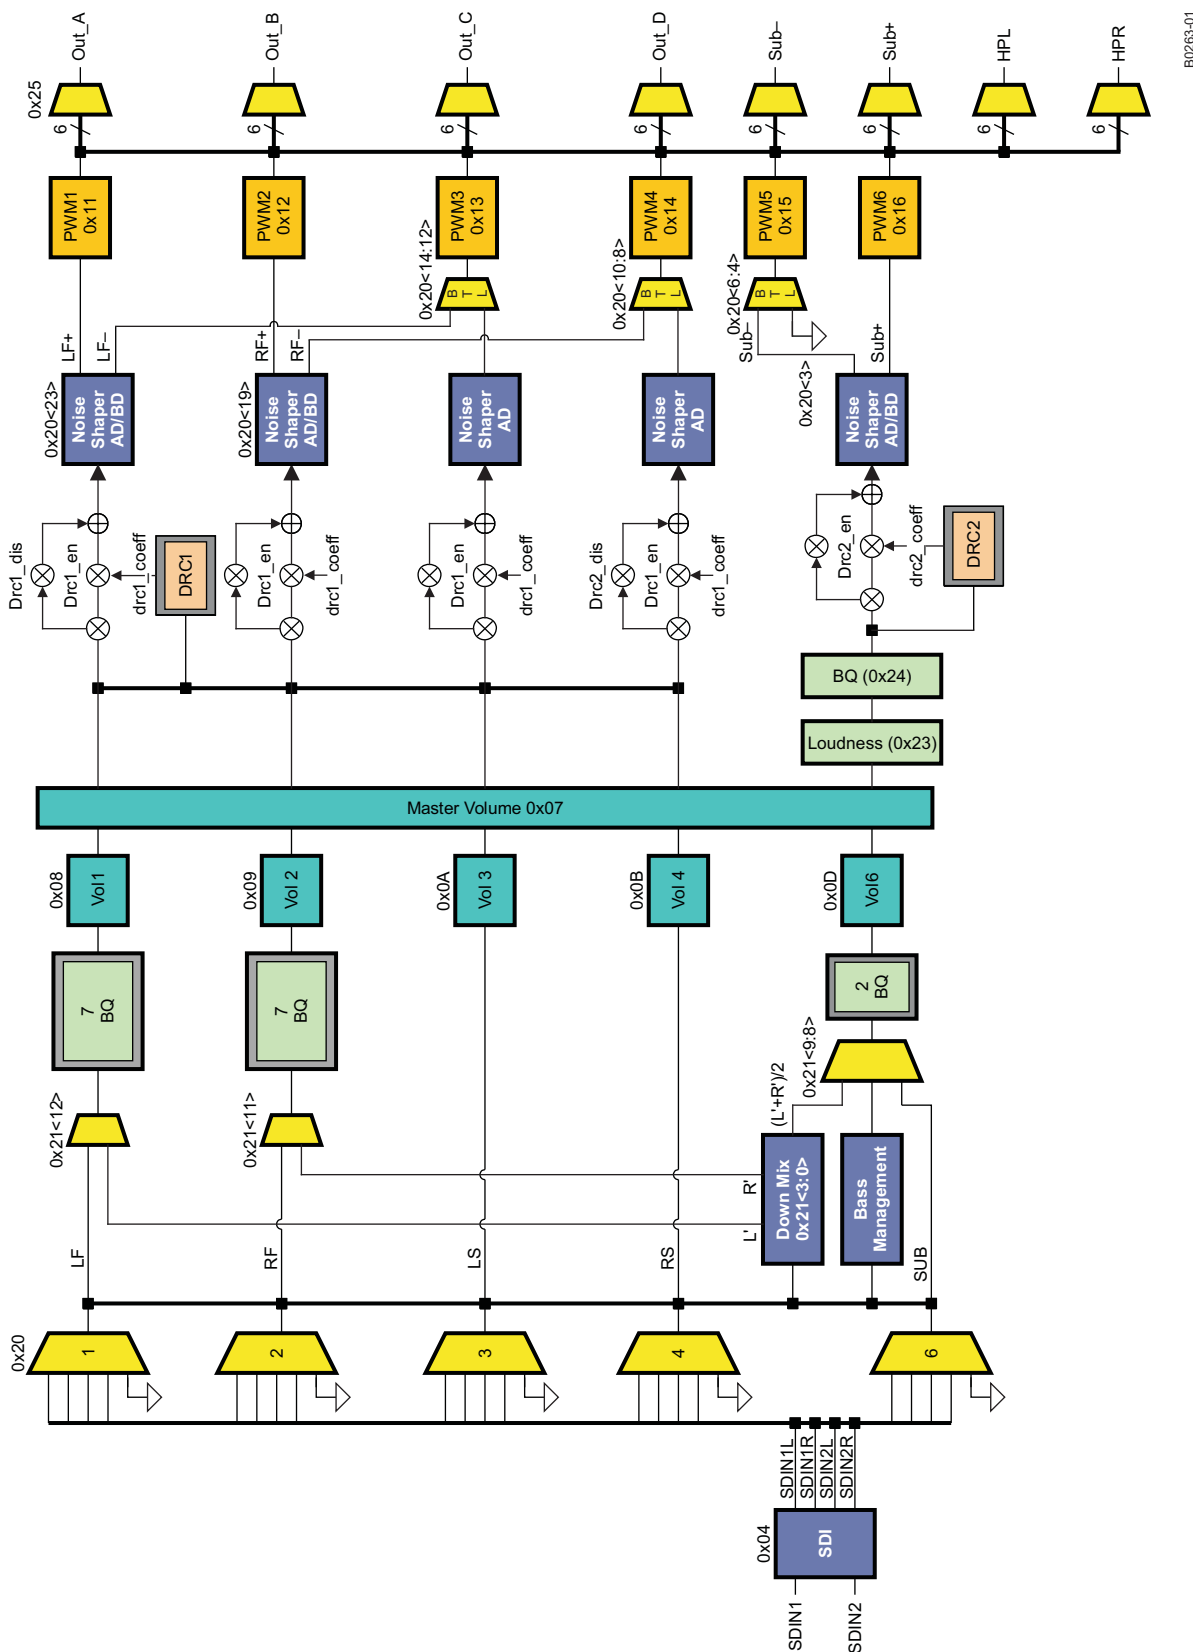 B0263-01
Out_A
Out_B
Out_C
Out_D
Sub–
Sub+
HPL
HPR
0x25
6
6
6
6
6
6
6
6
PWM1
0x11
PWM2
0x12
PWM3
0x13
PWM4
0x14
PWM5
0x15
PWM6
0x16
0x20<14:12>
0x20<10:8>
0x20<6:4>
B
T
L
B
T
L
B
T
L
LF+
LF–
RF+
RF–
Sub–
Sub+
0x20<23>
0x20<19>
0x20<3>
Noise
Shaper
AD/BD
Noise
Shaper
AD/BD
Noise
Shaper
AD
Noise
Shaper
AD
Noise
Shaper
AD/BD
Drc1_dis
Drc1_en
drc1_coeff
DRC1
Drc1_en
drc1_coeff
Drc1_en
drc1_coeff
Drc2_dis
Drc1_en
drc1_coeff
Drc2_en
drc2_coeff
DRC2
BQ (0x24)
Loudness (0x23)
Master Volume 0x07
0x08
Vol1
0x09
Vol 2
0x0A
Vol 3
0x0B
Vol 4
0x0D
Vol6
7
BQ
7
BQ
2
BQ
0x21<12>
0x21<11>
0x21<9:8>
(L'+R')/2
Down Mix
0x21<3:0>
Bass
Management
L'
R'
LF
RF
LS
RS
SUB
0x20
1
2
3
4
6
SDIN1L
SDIN1R
SDIN2L
SDIN2R
0x04
SDI
SDIN1
SDIN2